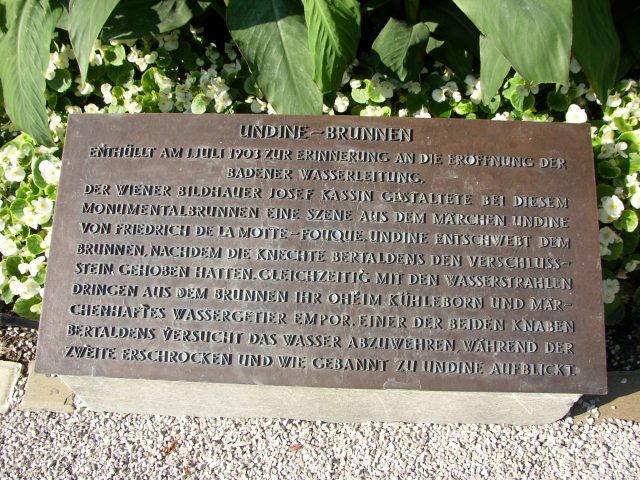 UNDINE-BRUNNEN
ENTHÜLLT AM 1. JULI 1903 ZUR ERINNERUNG AN DIE ERÖFFNUNG DER
BADENER WASSERLEITUNG.
DER WIENER BILDHAUER JOSEF KASSIN GESTALTETE BEI DIESEM
MONUMENTALBRUNNEN EINE SZENE AUS DEM MÄRCHEN UNDINE
VON FRIEDRICH DE LA MOTTE-FOUQUE. UNDINE ENTSCHWEBT DEM
BRUNNEN, NACHDEM DIE KNECHTE BERTALDENS DEN VERSCHLUSS-
STEIN GEHOBEN HATTEN. GLEICHZEITIG MIT DEN WASSERSTRAHLEN
DRINGEN AUS DEM BRUNNEN IHR OHEIM KÜHLEBORN UND MÄR-
CHENHAFTES WASSERGETIER EMPOR. EINER DER BEIDEN KNABEN
BERTALDENS VERSUCHT DAS WASSER ABZUWEHREN, WÄHREND DER
ZWEITE ERSCHROCKEN UND WIE GEBANNT ZU UNDINE AUFBLICKT.